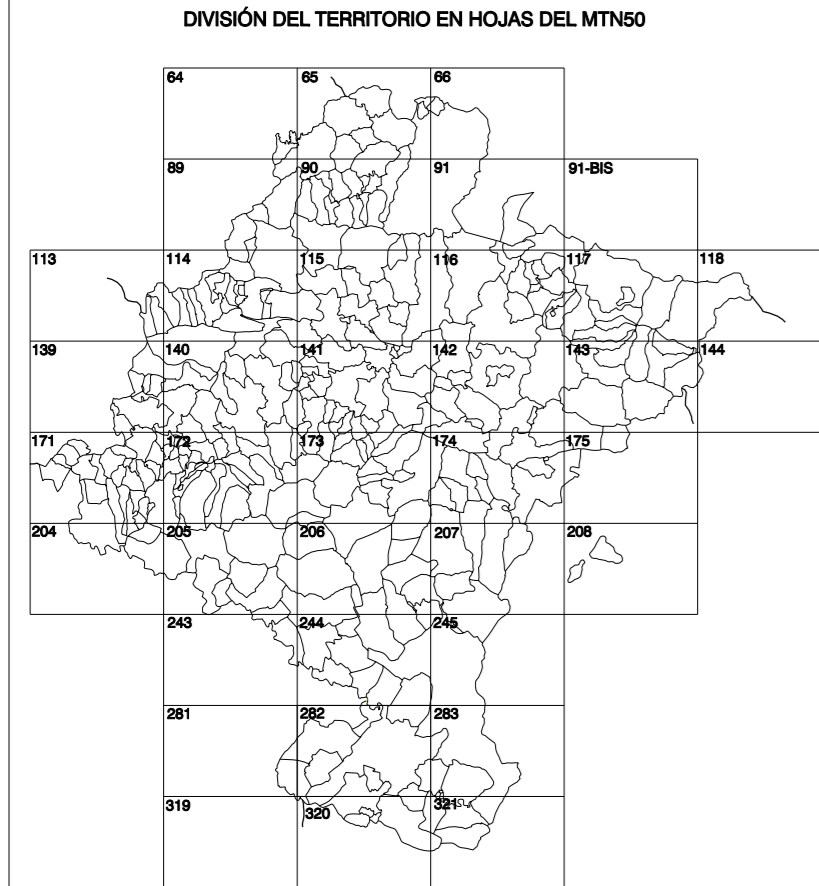 DIVISIÓN DEL TERRITORIO EN HOJAS DEL MTN50
64 65 66
89 90 91 91-BIS
113 114 115 116 117 118
139 140 141 142 143 144
171 172 173 174 175
204 205 206 207 208
243 244 245
281 282 283
319 320 321